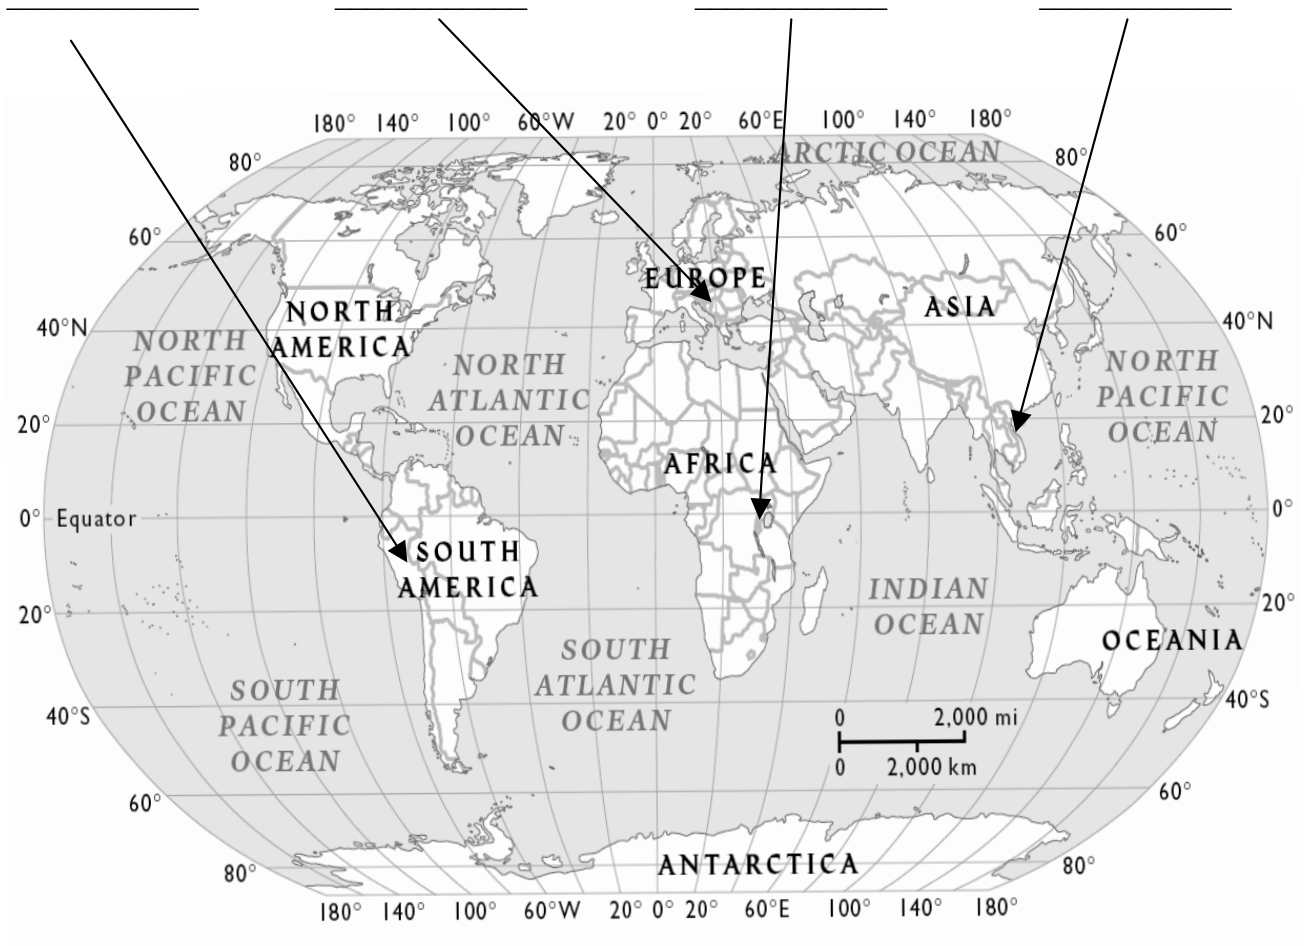 180° 140° 100° 60°W 20° 0° 20° 60°E 100° 140° 180°
ARCTIC OCEAN
80° 80°
60° 60°
EUROPE
ASIA
NORTH
AMERICA
40°N 40°N
NORTH
PACIFIC
OCEAN
NORTH
ATLANTIC
OCEAN
NORTH
PACIFIC
OCEAN
20° 20°
AFRICA
0° Equator 0°
SOUTH
AMERICA
INDIAN
OCEAN
20° 20°
OCEANIA
SOUTH
ATLANTIC
OCEAN
SOUTH
PACIFIC
OCEAN
40°S 40°S
0 2,000 mi
0 2,000 km
60° 60°
ANTARCTICA
80° 80°
180° 140° 100° 60°W 20° 0° 20° 60°E 100° 140° 180°